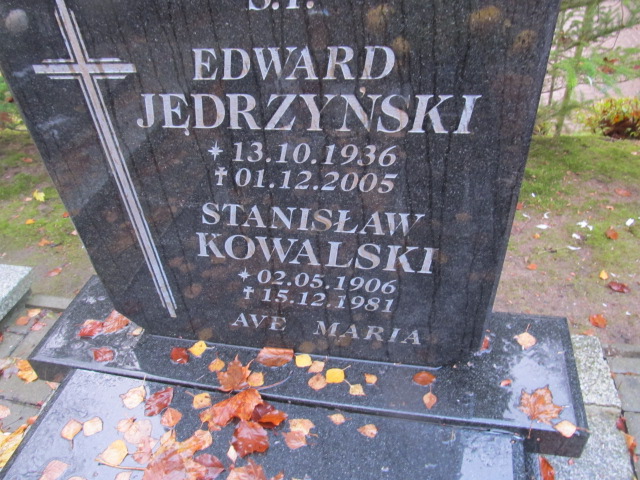 Ś.P.
EDWARD
JĘDRZYŃSKI
* 13.10.1936
† 01.12.2005
STANISŁAW
KOWALSKI
* 02.05.1906
† 15.12.1981
AVE MARIA